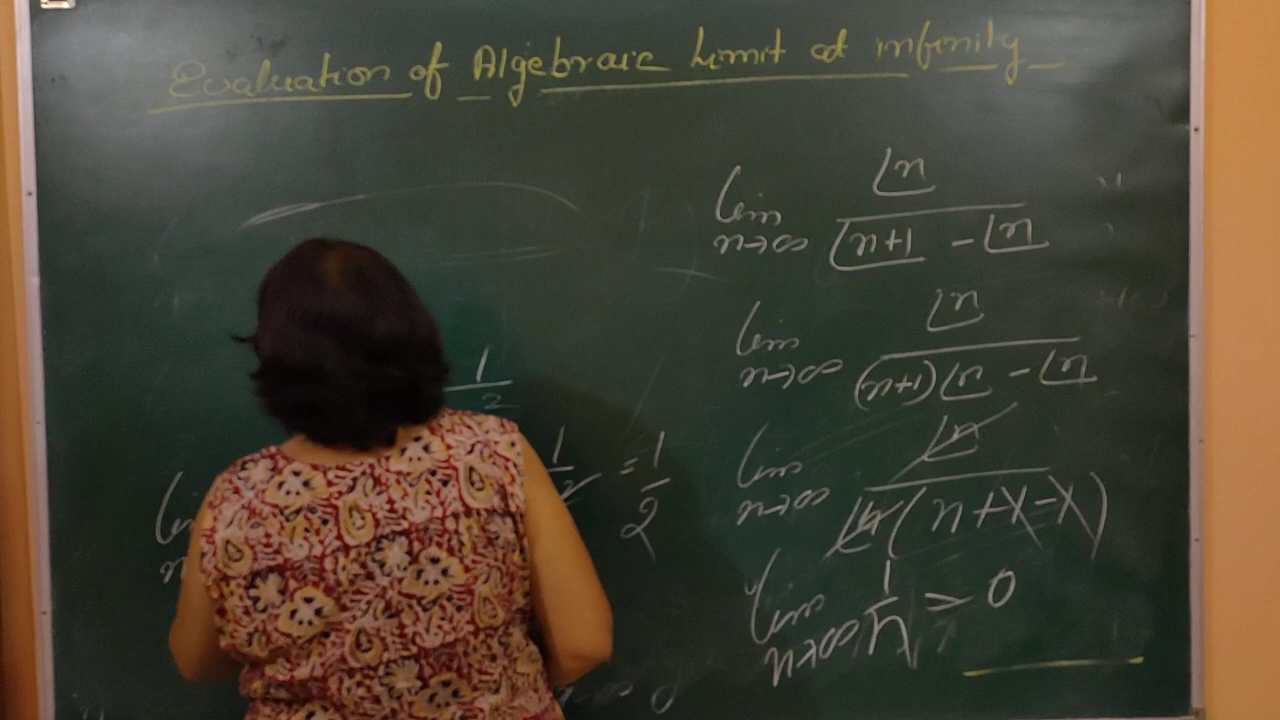 Evaluation of Algebraic Limit at infinity
1/2
lim n
1/2 = 1/2
lim n→∞ ∟n / (∟n+1 - ∟n)
lim n→∞ ∟n / ((n+1)∟n - ∟n)
lim n→∞ ∟n / (∟n(n+1-1))
lim n→∞ 1/n = 0